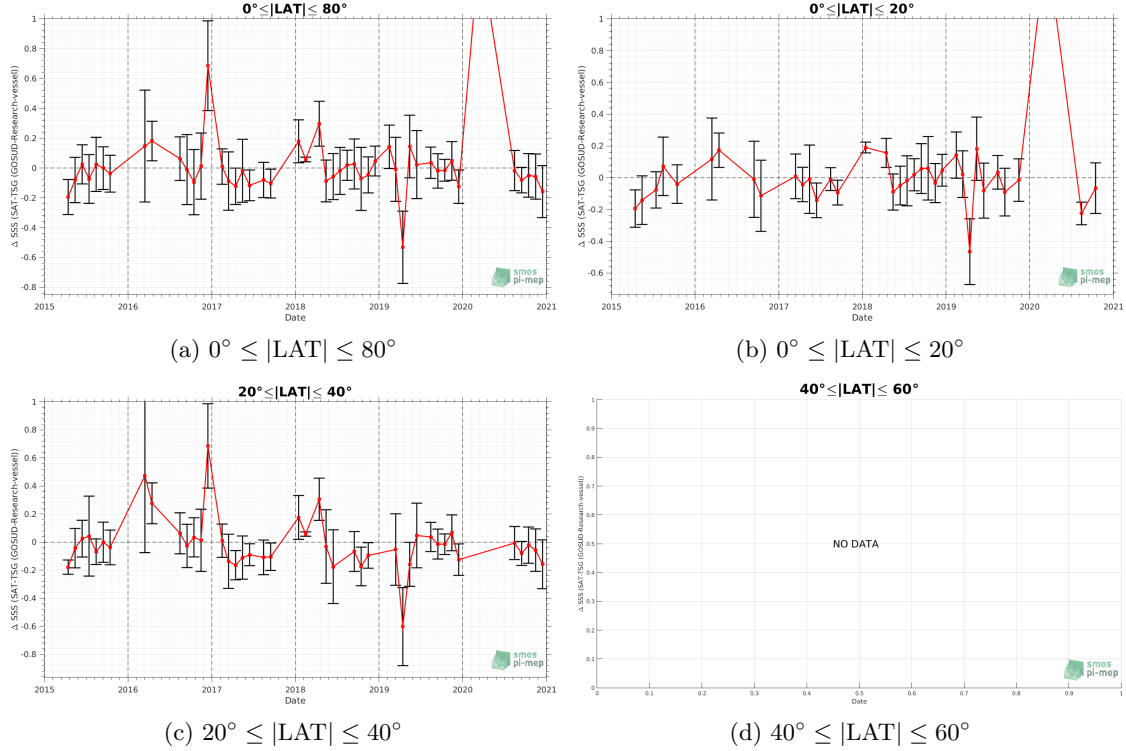 0°≤|LAT|≤ 80°
Δ SSS (SAT-TSG (GOSUD-Research-vessel))
1
0.8
0.6
0.4
0.2
0
-0.2
-0.4
-0.6
-0.8
2015 2016 2017 2018 2019 2020 2021
Date
smos
pi-mep
(a) 0° ≤ |LAT| ≤ 80°
0°≤|LAT|≤ 20°
Δ SSS (SAT-TSG (GOSUD-Research-vessel))
1
0.8
0.6
0.4
0.2
0
-0.2
-0.4
-0.6
2015 2016 2017 2018 2019 2020 2021
Date
smos
pi-mep
(b) 0° ≤ |LAT| ≤ 20°
20°≤|LAT|≤ 40°
Δ SSS (SAT-TSG (GOSUD-Research-vessel))
1
0.8
0.6
0.4
0.2
0
-0.2
-0.4
-0.6
-0.8
2015 2016 2017 2018 2019 2020 2021
Date
smos
pi-mep
(c) 20° ≤ |LAT| ≤ 40°
40°≤|LAT|≤ 60°
Δ SSS (SAT-TSG (GOSUD-Research-vessel))
1
0.9
0.8
0.7
0.6
0.5
0.4
0.3
0.2
0.1
0
NO DATA
0 0.1 0.2 0.3 0.4 0.5 0.6 0.7 0.8 0.9 1
Date
smos
pi-mep
(d) 40° ≤ |LAT| ≤ 60°